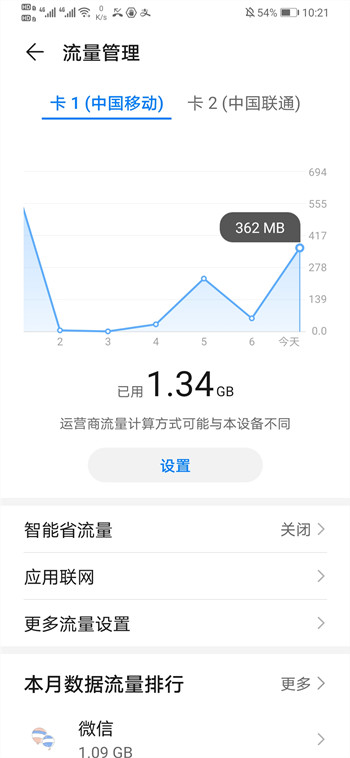 HD 46 46 0 K/s 54% 10:21
流量管理
卡 1 (中国移动) 卡 2 (中国联通)
694
555
417
362 MB
278
139
0.0
2 3 4 5 6 今天
已用 1.34 GB
运营商流量计算方式可能与本设备不同
设置
智能省流量 关闭
应用联网
更多流量设置
本月数据流量排行 更多
微信
1.09 GB